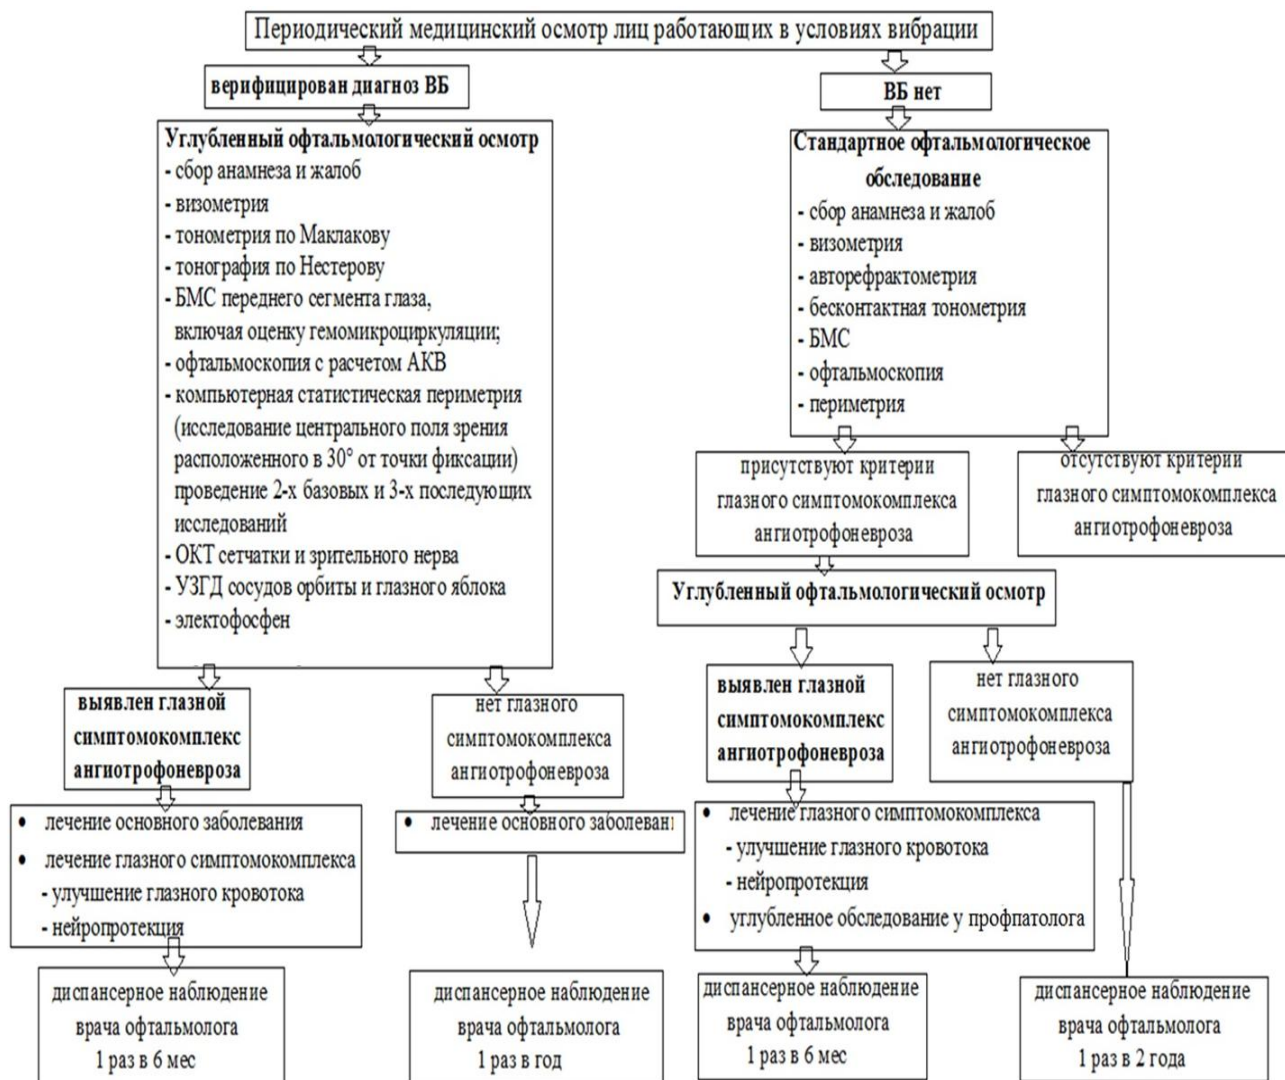 Периодический медицинский осмотр лиц работающих в условиях вибрации
верифицирован диагноз ВБ
ВБ нет
Углубленный офтальмологический осмотр
- сбор анамнеза и жалоб
- визометрия
- тонометрия по Маклакову
- тонография по Нестерову
- БМС переднего сегмента глаза,
включая оценку гемомикроциркуляции;
- офтальмоскопия с расчетом АКВ
- компьютерная статистическая периметрия
(исследование центрального поля зрения
расположенного в 30° от точки фиксации)
проведение 2-х базовых и 3-х последующих
исследований
- ОКТ сетчатки и зрительного нерва
- УЗГД сосудов орбиты и глазного яблока
- электофосфен
Стандартное офтальмологическое
обследование
- сбор анамнеза и жалоб
- визометрия
- авторефрактометрия
- бесконтактная тонометрия
- БМС
- офтальмоскопия
- периметрия
присутствуют критерии
глазного симптомокомплекса
ангиотрофоневроза
отсутствуют критерии
глазного симптомокомплекса
ангиотрофоневроза
Углубленный офтальмологический осмотр
выявлен глазной
симптомокомплекс
ангиотрофоневроза
нет глазного
симптомокомплекса
ангиотрофоневроза
выявлен глазной
симптомокомплекс
ангиотрофоневроза
нет глазного
симптомокомплекса
ангиотрофоневроза
• лечение основного заболевания
• лечение глазного симптомокомплекса
- улучшение глазного кровотока
- нейропротекция
• лечение основного заболевани
• лечение глазного симптомокомплекса
- улучшение глазного кровотока
- нейропротекция
• углубленное обследование у профпатолога
диспансерное наблюдение
врача офтальмолога
1 раз в 6 мес
диспансерное наблюдение
врача офтальмолога
1 раз в год
диспансерное наблюдение
врача офтальмолога
1 раз в 6 мес
диспансерное наблюдение
врача офтальмолога
1 раз в 2 года